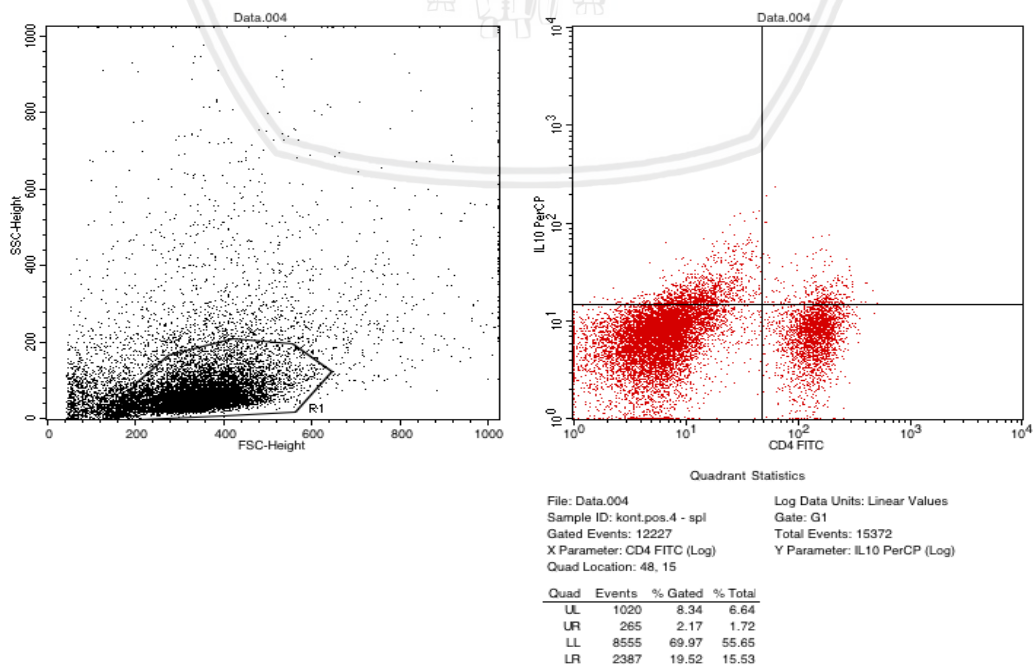 Data.004
1000
800
600
400
200
0
SSC-Height
R1
0 200 400 600 800 1000
FSC-Height
Data.004
10^4
10^3
10^2
10^1
10^0
IL10 PerCP
10^0 10^1 10^2 10^3 10^4
CD4 FITC
Quadrant Statistics
File: Data.004 Log Data Units: Linear Values
Sample ID: kont.pos.4 - spl Gate: G1
Gated Events: 12227 Total Events: 15372
X Parameter: CD4 FITC (Log) Y Parameter: IL10 PerCP (Log)
Quad Location: 48, 15
Quad Events % Gated % Total
UL 1020 8.34 6.64
UR 265 2.17 1.72
LL 8555 69.97 55.65
LR 2387 19.52 15.53